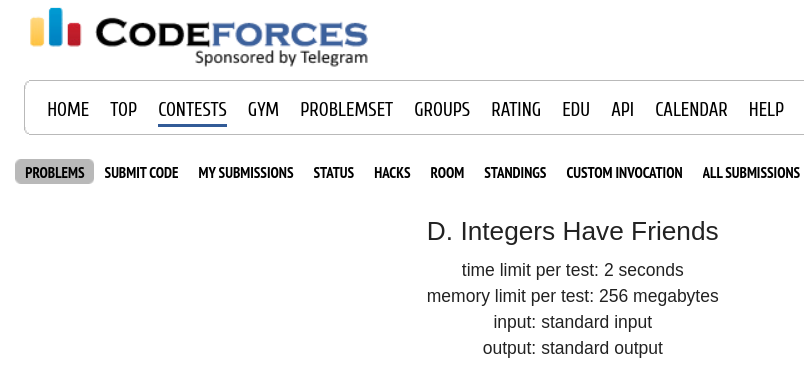 CODEFORCES
Sponsored by Telegram
HOME TOP CONTESTS GYM PROBLEMSET GROUPS RATING EDU API CALENDAR HELP
PROBLEMS SUBMIT CODE MY SUBMISSIONS STATUS HACKS ROOM STANDINGS CUSTOM INVOCATION ALL SUBMISSIONS
D. Integers Have Friends
time limit per test: 2 seconds
memory limit per test: 256 megabytes
input: standard input
output: standard output